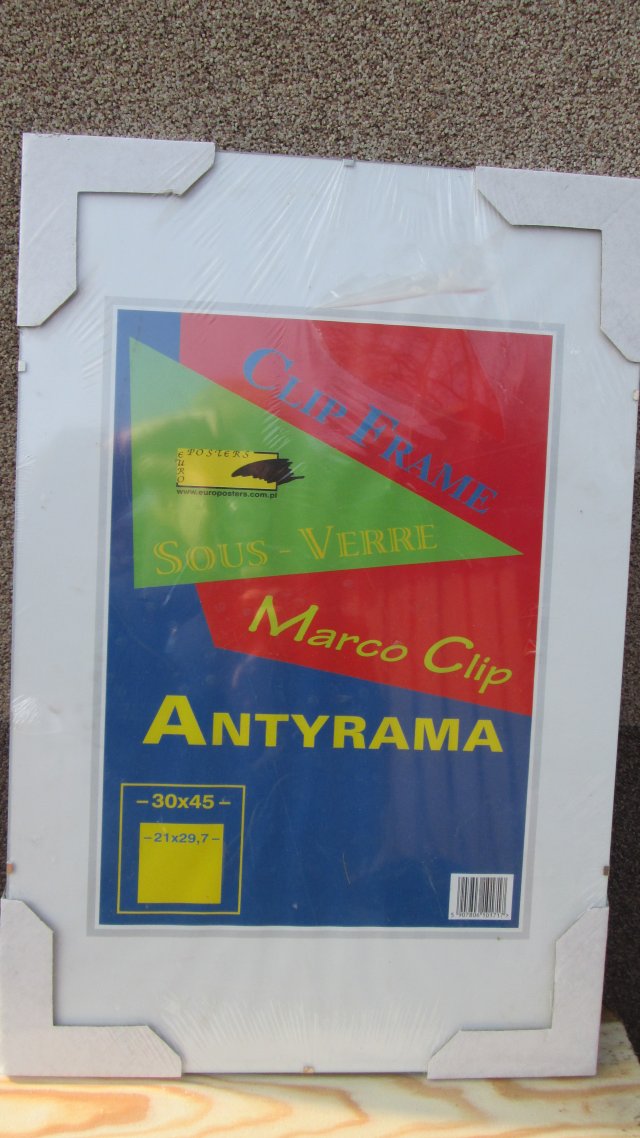 CLIP FRAME
POSTERS
EURO
www.europosters.com.pl
SOUS - VERRE
Marco Clip
ANTYRAMA
–30x45–
–21x29,7–